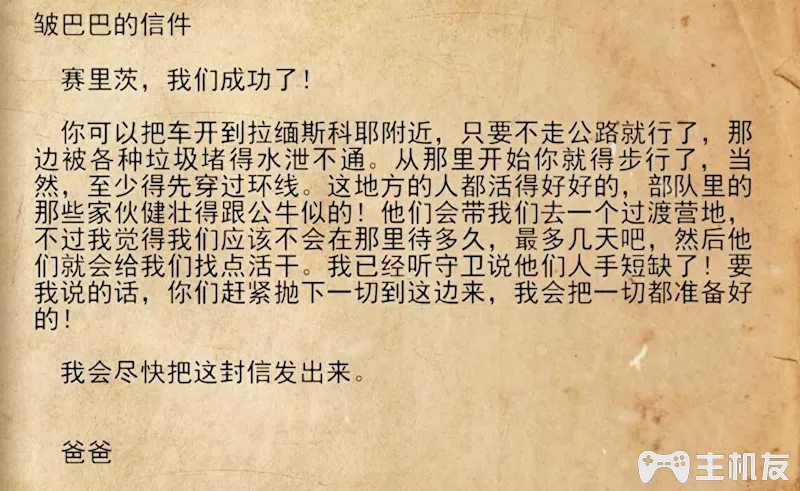 皱巴巴的信件
赛里茨，我们成功了！
你可以把车开到拉缅斯科耶附近，只要不走公路就行了，那
边被各种垃圾堵得水泄不通。从那里开始你就得步行了，当
然，至少得先穿过环线。这地方的人都活得好好的，部队里的
那些家伙健壮得跟公牛似的！他们会带我们去一个过渡营地，
不过我觉得我们应该不会在那里待多久，最多几天吧，然后他
们就会给我们找点活干。我已经听守卫说他们人手短缺了！要
我说的话，你们赶紧抛下一切到这边来，我会把一切都准备好
的！
我会尽快把这封信发出来。
爸爸
主机友